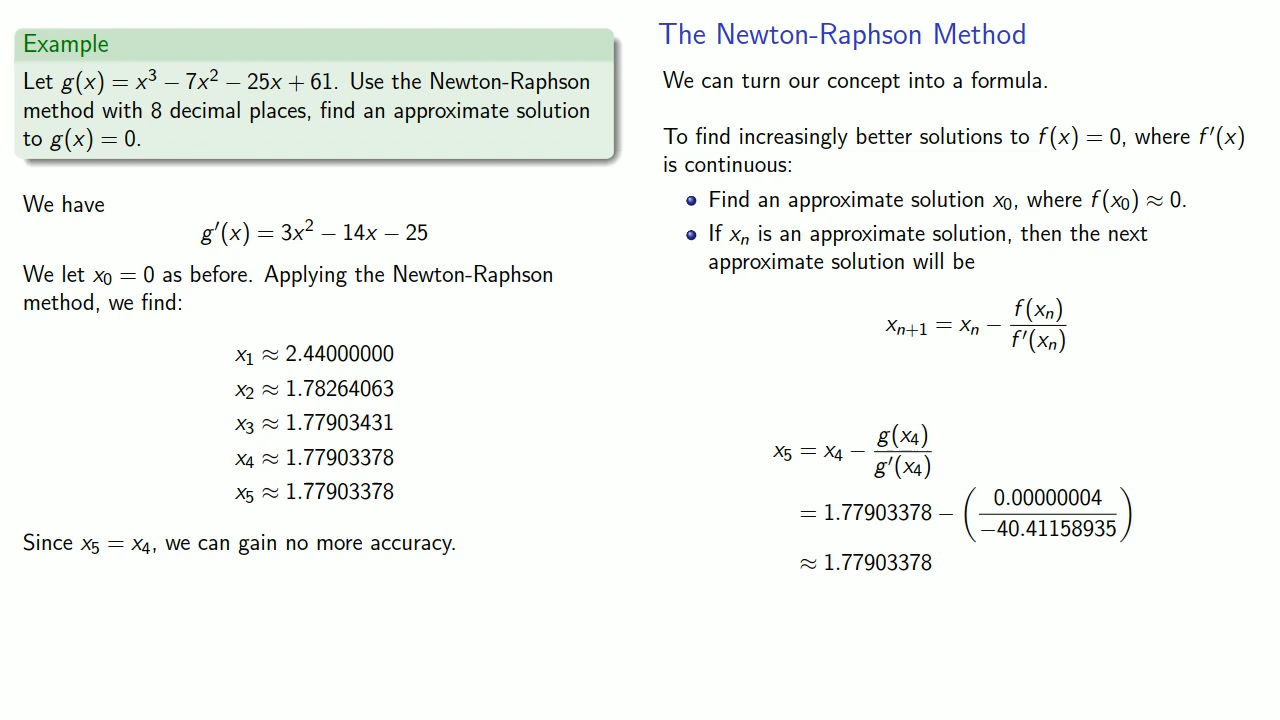 Example
Let g(x) = x³ − 7x² − 25x + 61. Use the Newton-Raphson
method with 8 decimal places, find an approximate solution
to g(x) = 0.
We have
g′(x) = 3x² − 14x − 25
We let x₀ = 0 as before. Applying the Newton-Raphson
method, we find:
x₁ ≈ 2.44000000
x₂ ≈ 1.78264063
x₃ ≈ 1.77903431
x₄ ≈ 1.77903378
x₅ ≈ 1.77903378
Since x₅ = x₄, we can gain no more accuracy.
The Newton-Raphson Method
We can turn our concept into a formula.
To find increasingly better solutions to f(x) = 0, where f′(x)
is continuous:
Find an approximate solution x₀, where f(x₀) ≈ 0.
If xₙ is an approximate solution, then the next
approximate solution will be
xₙ₊₁ = xₙ − f(xₙ) / f′(xₙ)
x₅ = x₄ − g(x₄) / g′(x₄)
= 1.77903378 − (0.00000004 / −40.41158935)
≈ 1.77903378